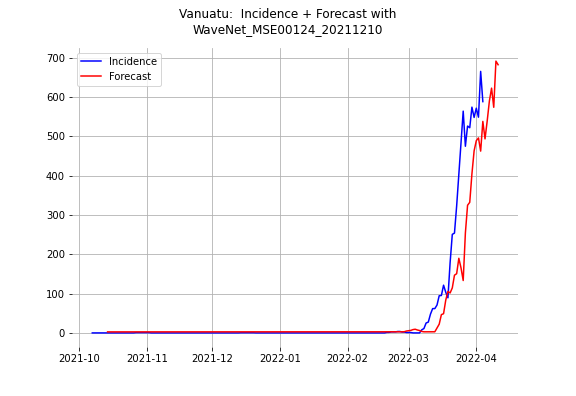 Vanuatu:  Incidence + Forecast with
WaveNet_MSE00124_20211210
Incidence
Forecast
700
600
500
400
300
200
100
0
2021-10 2021-11 2021-12 2022-01 2022-02 2022-03 2022-04